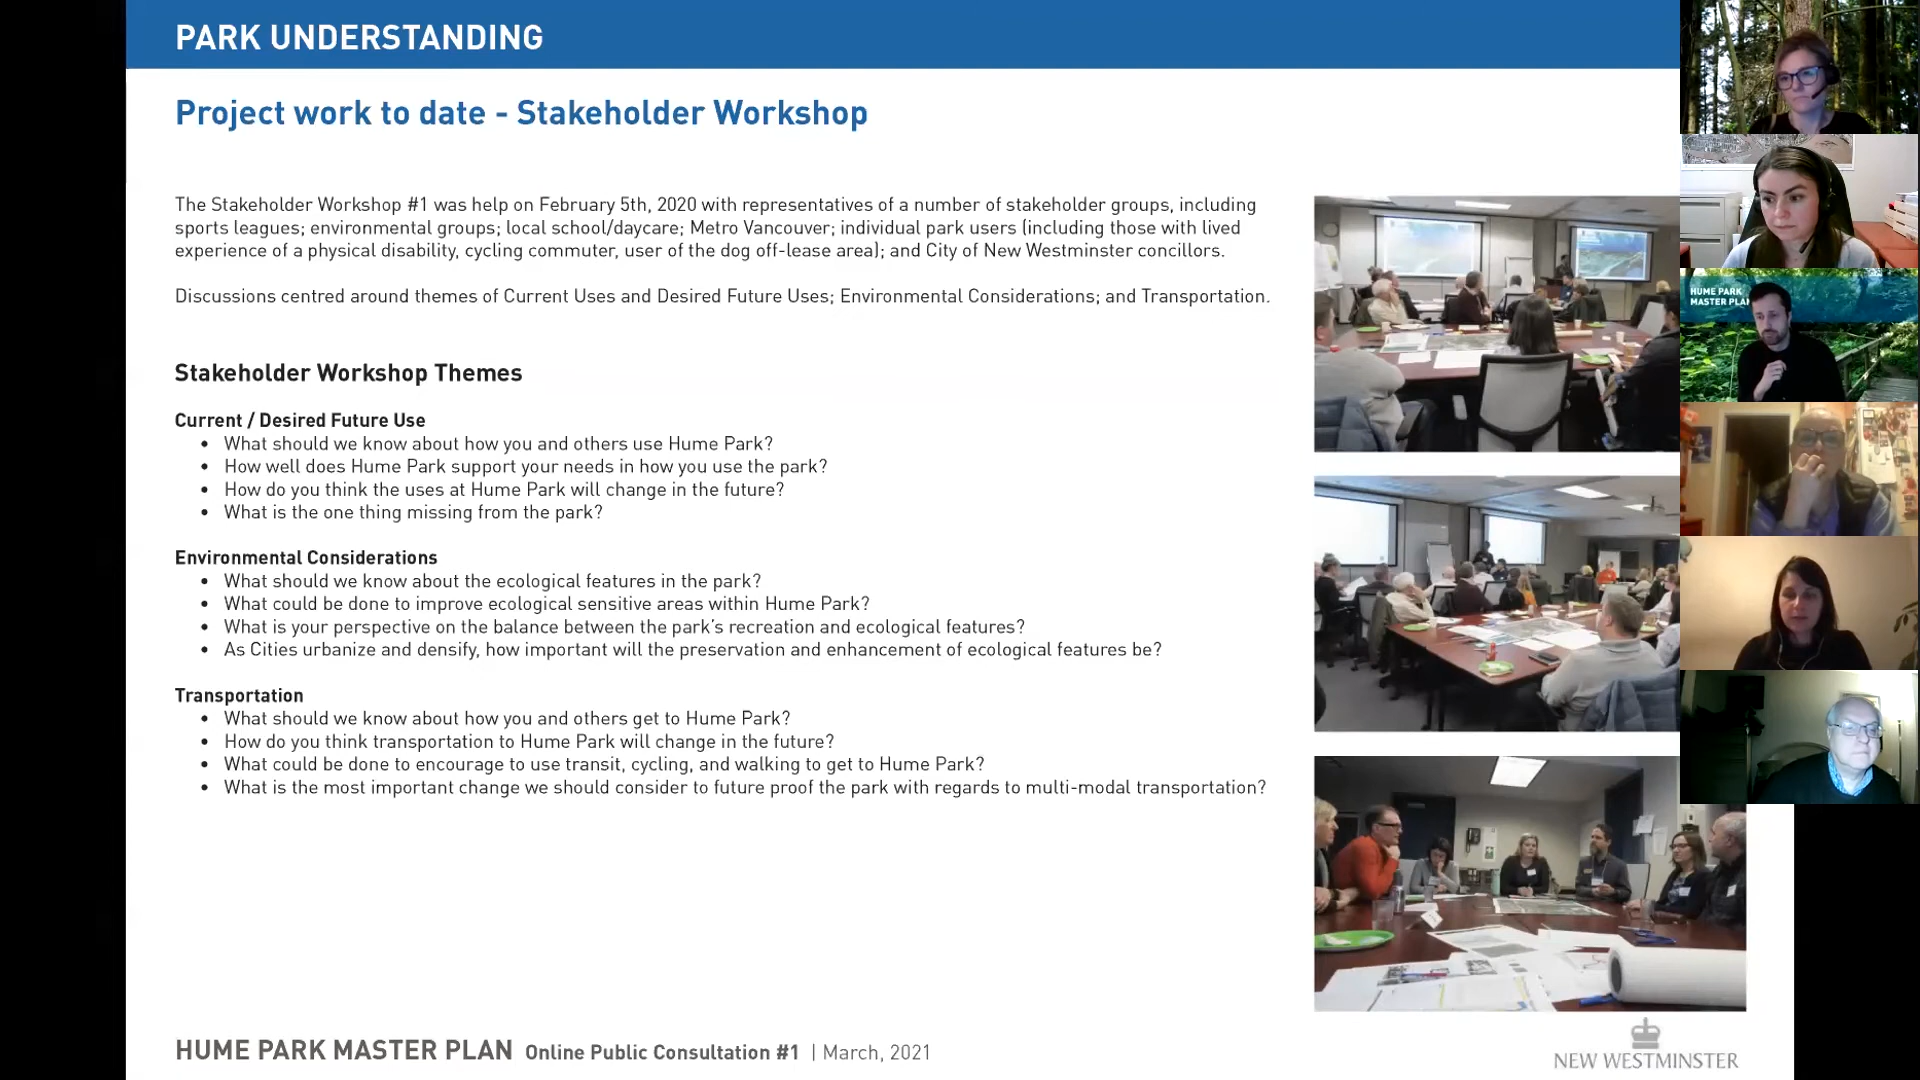 PARK UNDERSTANDING
Project work to date - Stakeholder Workshop
The Stakeholder Workshop #1 was help on February 5th, 2020 with representatives of a number of stakeholder groups, including
sports leagues; environmental groups; local school/daycare; Metro Vancouver; individual park users (including those with lived
experience of a physical disability, cycling commuter, user of the dog off-lease area); and City of New Westminster concillors.
Discussions centred around themes of Current Uses and Desired Future Uses; Environmental Considerations; and Transportation.
Stakeholder Workshop Themes
Current / Desired Future Use
• What should we know about how you and others use Hume Park?
• How well does Hume Park support your needs in how you use the park?
• How do you think the uses at Hume Park will change in the future?
• What is the one thing missing from the park?
Environmental Considerations
• What should we know about the ecological features in the park?
• What could be done to improve ecological sensitive areas within Hume Park?
• What is your perspective on the balance between the park's recreation and ecological features?
• As Cities urbanize and densify, how important will the preservation and enhancement of ecological features be?
Transportation
• What should we know about how you and others get to Hume Park?
• How do you think transportation to Hume Park will change in the future?
• What could be done to encourage to use transit, cycling, and walking to get to Hume Park?
• What is the most important change we should consider to future proof the park with regards to multi-modal transportation?
HUME PARK MASTER PLAN Online Public Consultation #1 | March, 2021
NEW WESTMINSTER
HUME PARK
MASTER PLAN